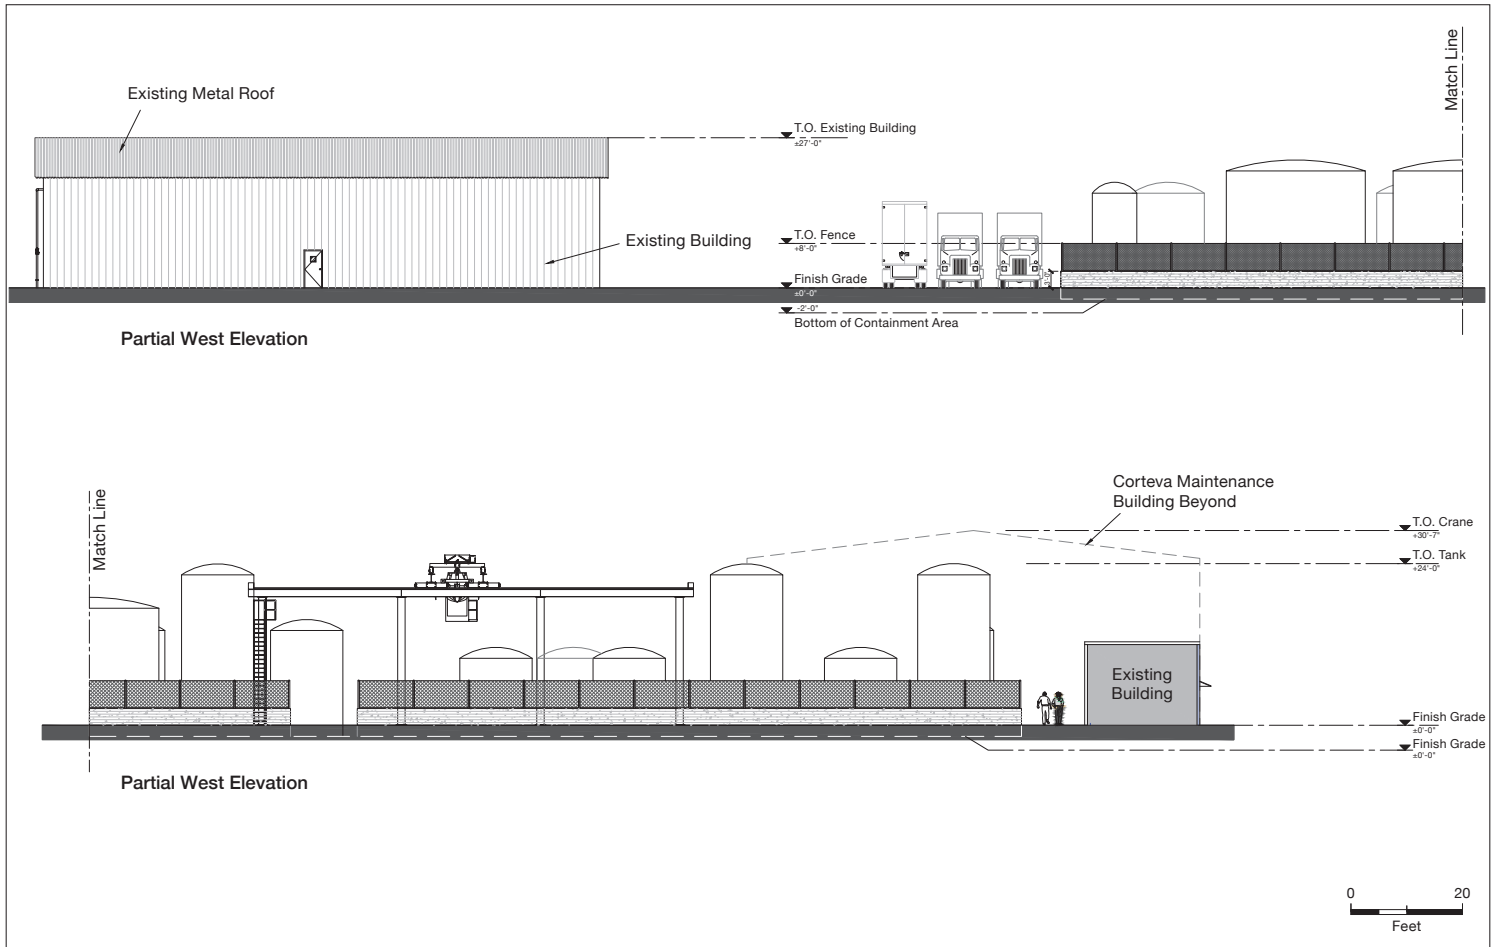 Existing Metal Roof
T.O. Existing Building
±27'-0"
Match Line
Existing Building
T.O. Fence
+8'-0"
Finish Grade
±0'-0"
3'-0"
-2'-0"
Bottom of Containment Area
Partial West Elevation
Match Line
Corteva Maintenance
Building Beyond
T.O. Crane
+30'-7"
T.O. Tank
+24'-0"
Existing
Building
Finish Grade
±0'-0"
Finish Grade
±0'-0"
Partial West Elevation
0 20
Feet